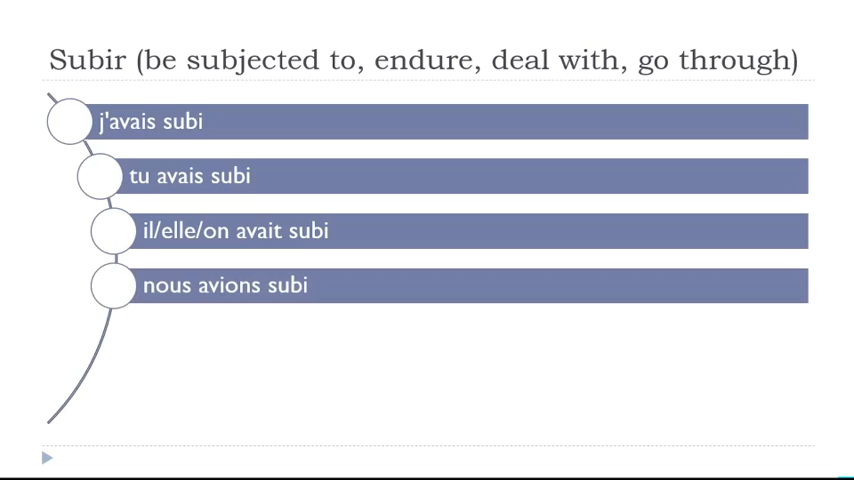 Subir (be subjected to, endure, deal with, go through)
j'avais subi
tu avais subi
il/elle/on avait subi
nous avions subi